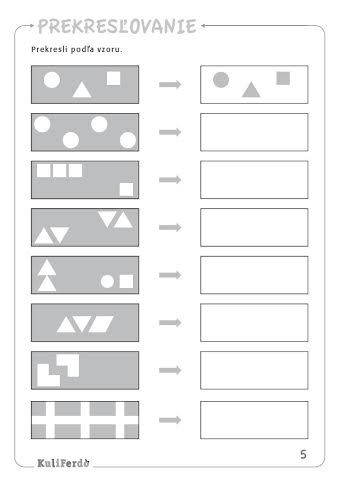 PREKRESĽOVANIE
Prekresli podľa vzoru.
5
KuliFerdo